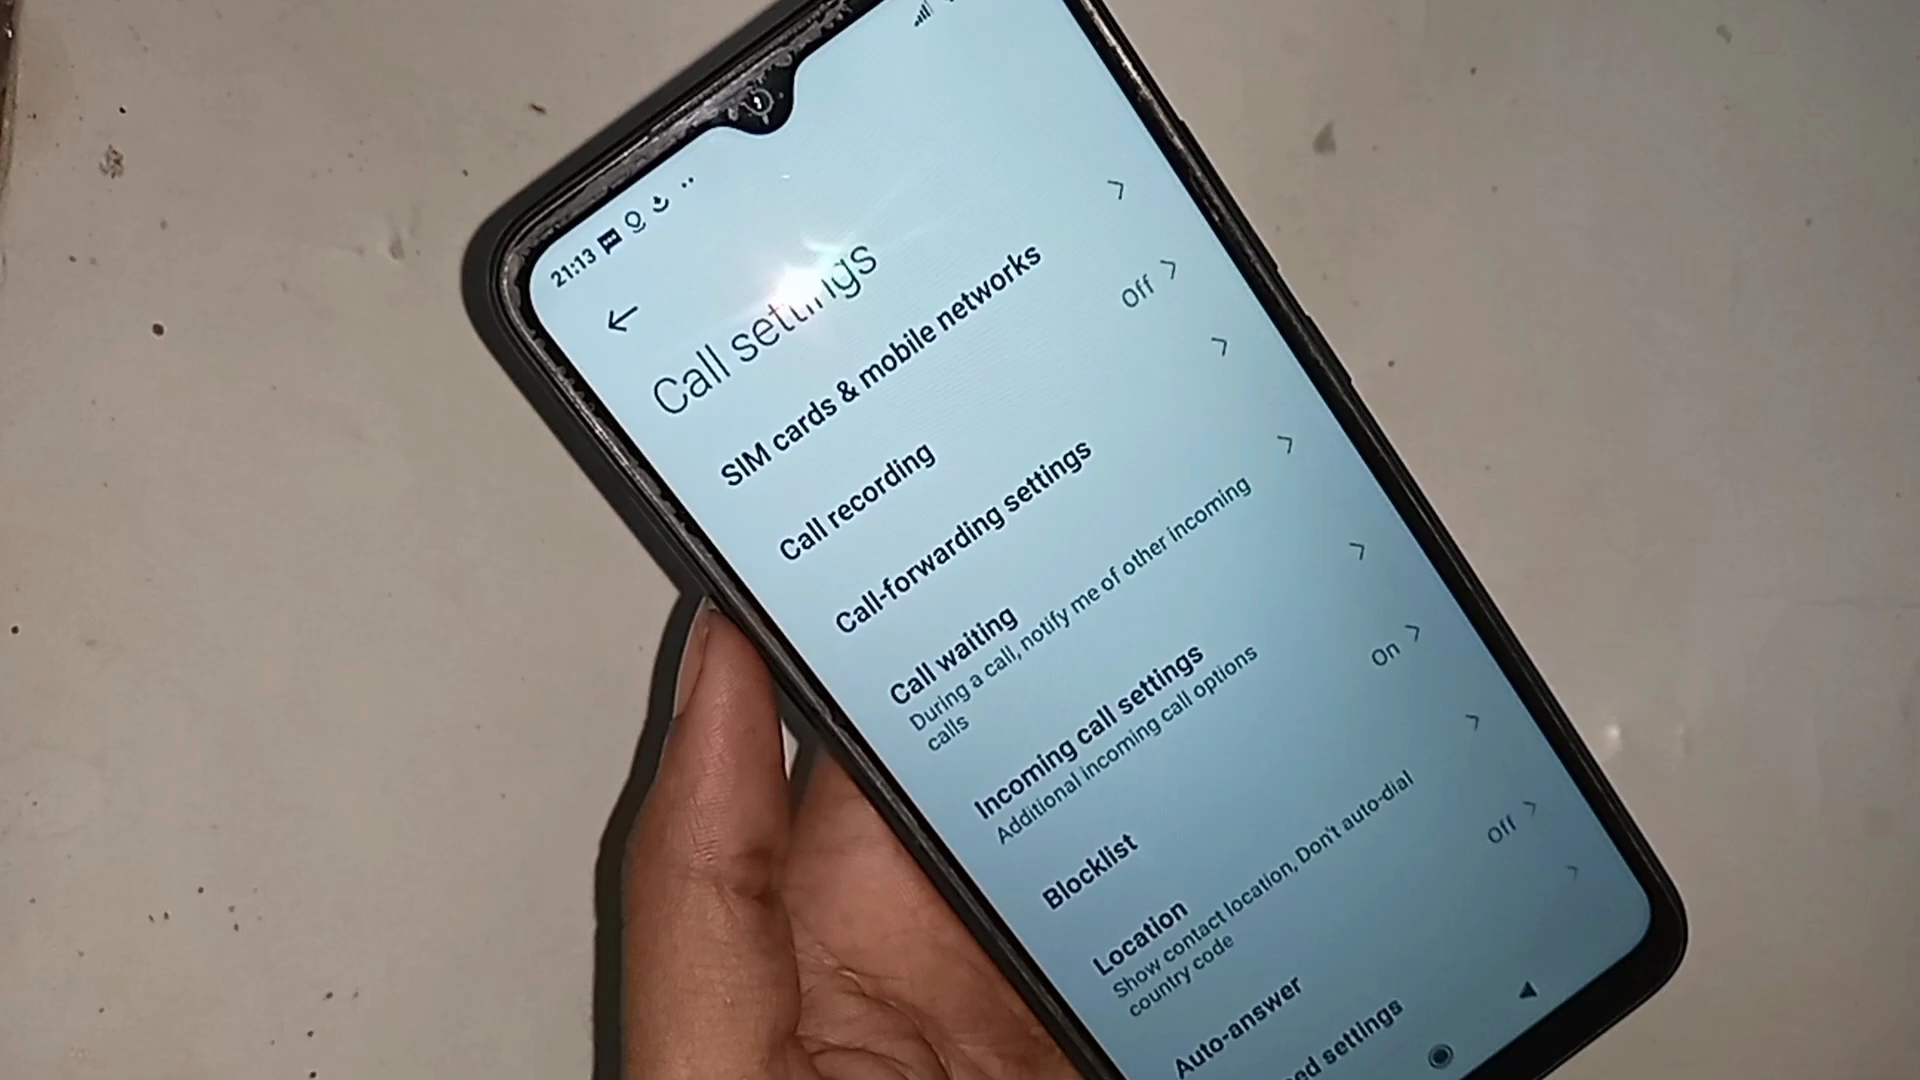 21:13
Call settings
SIM cards & mobile networks
Call recording
Off
Call-forwarding settings
Call waiting
During a call, notify me of other incoming
calls
Incoming call settings
Additional incoming call options
Blocklist
On
Location
Show contact location, Don't auto-dial
country code
Auto-answer
Off
settings